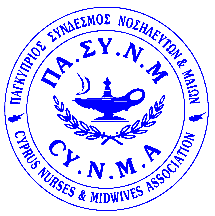 ΠΑΓΚΥΠΡΙΟΣ ΣΥΝΔΕΣΜΟΣ ΝΟΣΗΛΕΥΤΩΝ & ΜΑΙΩΝ
ΠΑ.ΣΥ.Ν.Μ
CY.N.M.A
CYPRUS NURSES & MIDWIVES ASSOCIATION